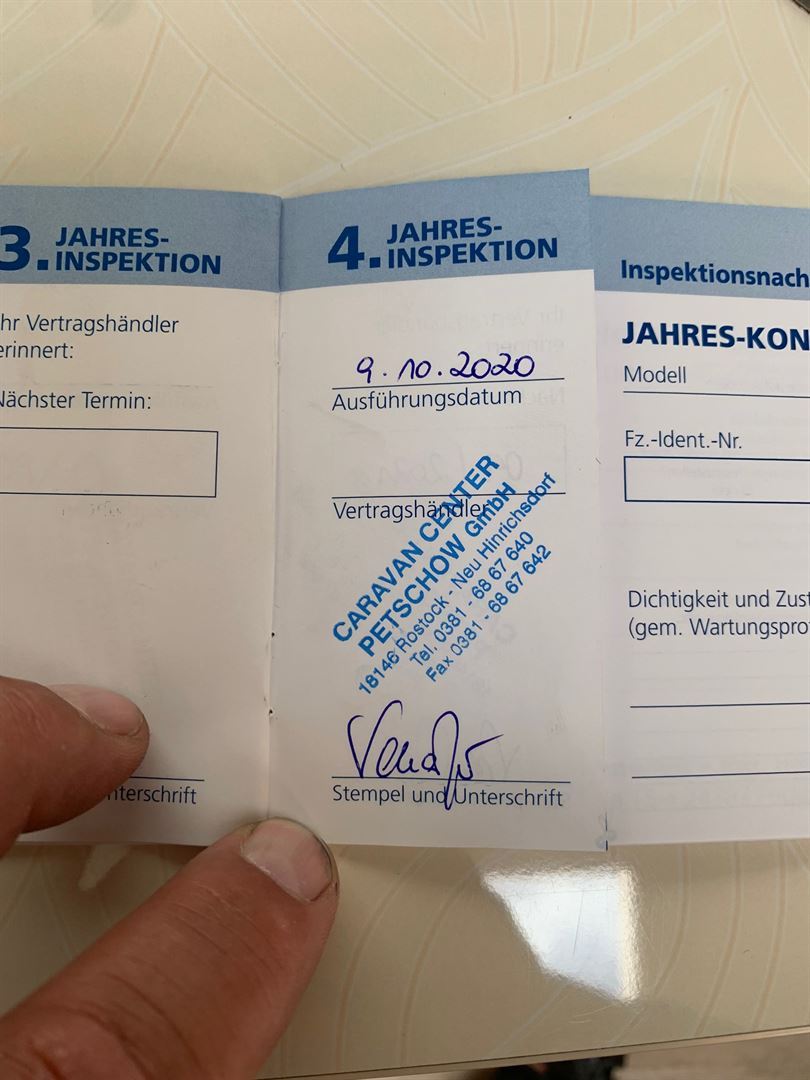 3. JAHRES-
INSPEKTION
hr Vertragshändler
erinnert:
Nächster Termin:
nterschrift
4. JAHRES-
INSPEKTION
9.10.2020
Ausführungsdatum
Vertragshändler
CARAVAN CENTER
PETSCHOW GmbH
18146 Rostock - Neu Hinrichsdorf
Tel. 0381 - 68 67 640
Fax 0381 - 68 67 642
Stempel und Unterschrift
Inspektionsnach
JAHRES-KON
Modell
Fz.-Ident.-Nr.
Dichtigkeit und Zust
(gem. Wartungspro